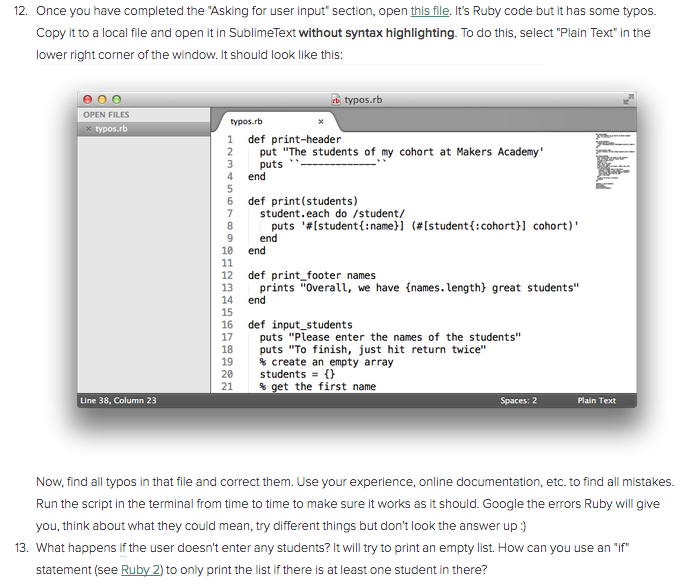 12. Once you have completed the "Asking for user input" section, open this file. It's Ruby code but it has some typos.
Copy it to a local file and open it in SublimeText without syntax highlighting. To do this, select "Plain Text" in the
lower right corner of the window. It should look like this:
typos.rb
OPEN FILES
× typos.rb
typos.rb ×
1 def print-header
2   put "The students of my cohort at Makers Academy'
3   puts ``-------------``
4 end
5
6 def print(students)
7   student.each do /student/
8     puts '#[student{:name}] (#[student{:cohort}] cohort)'
9   end
10 end
11
12 def print_footer names
13   prints "Overall, we have {names.length} great students"
14 end
15
16 def input_students
17   puts "Please enter the names of the students"
18   puts "To finish, just hit return twice"
19   % create an empty array
20   students = {}
21   % get the first name
Line 38, Column 23 Spaces: 2 Plain Text
Now, find all typos in that file and correct them. Use your experience, online documentation, etc. to find all mistakes.
Run the script in the terminal from time to time to make sure it works as it should. Google the errors Ruby will give
you, think about what they could mean, try different things but don't look the answer up :)
13. What happens if the user doesn't enter any students? It will try to print an empty list. How can you use an "if"
statement (see Ruby 2) to only print the list if there is at least one student in there?